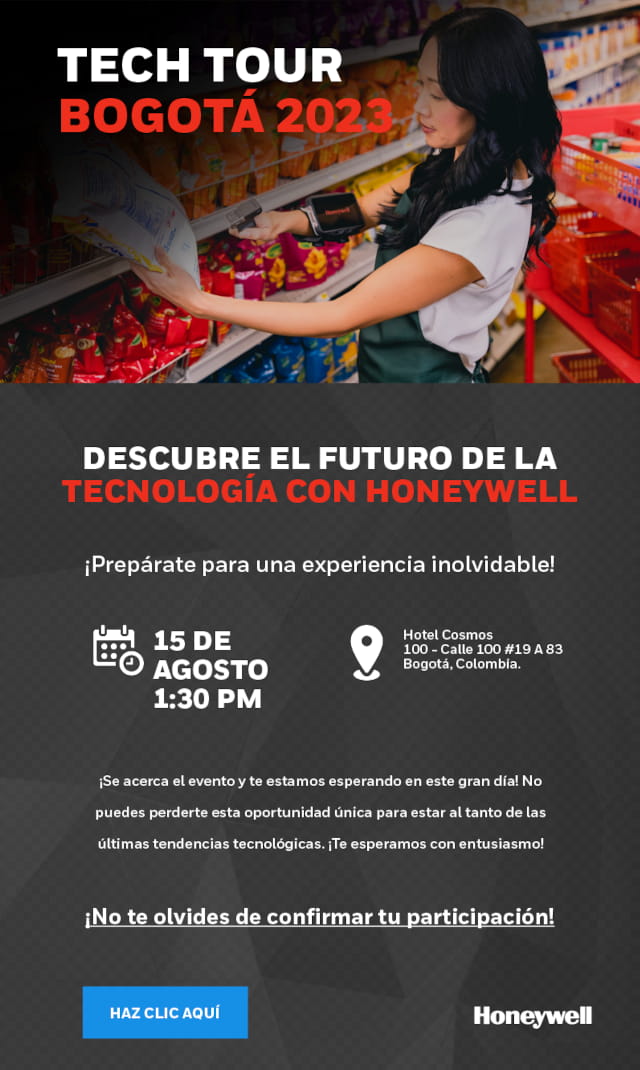 TECH TOUR
BOGOTÁ 2023
Honeywell
DESCUBRE EL FUTURO DE LA
TECNOLOGÍA CON HONEYWELL
¡Prepárate para una experiencia inolvidable!
15 DE
AGOSTO
1:30 PM
Hotel Cosmos
100 - Calle 100 #19 A 83
Bogotá, Colombia.
¡Se acerca el evento y te estamos esperando en este gran día! No
puedes perderte esta oportunidad única para estar al tanto de las
últimas tendencias tecnológicas. ¡Te esperamos con entusiasmo!
¡No te olvides de confirmar tu participación!
HAZ CLIC AQUÍ
Honeywell